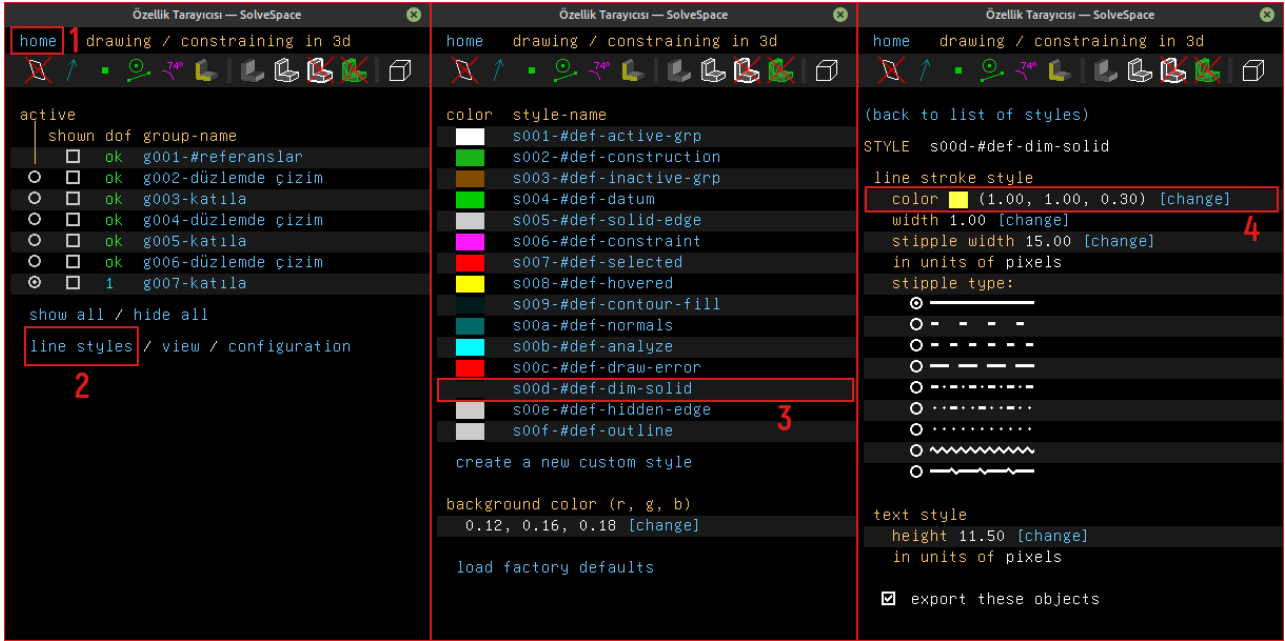 Özellik Tarayıcısı — SolveSpace
home 1 drawing / constraining in 3d
74°
active
shown dof group-name
ok g001-#referanslar
ok g002-düzlemde çizim
ok g003-katıla
ok g004-düzlemde çizim
ok g005-katıla
ok g006-düzlemde çizim
1 g007-katıla
show all / hide all
line styles / view / configuration
2
Özellik Tarayıcısı — SolveSpace
home drawing / constraining in 3d
74°
color style-name
s001-#def-active-grp
s002-#def-construction
s003-#def-inactive-grp
s004-#def-datum
s005-#def-solid-edge
s006-#def-constraint
s007-#def-selected
s008-#def-hovered
s009-#def-contour-fill
s00a-#def-normals
s00b-#def-analyze
s00c-#def-draw-error
s00d-#def-dim-solid
s00e-#def-hidden-edge
3
s00f-#def-outline
create a new custom style
background color (r, g, b)
0.12, 0.16, 0.18 [change]
load factory defaults
Özellik Tarayıcısı — SolveSpace
home drawing / constraining in 3d
74°
(back to list of styles)
STYLE s00d-#def-dim-solid
line stroke style
color (1.00, 1.00, 0.30) [change]
width 1.00 [change]
4
stipple width 15.00 [change]
in units of pixels
stipple type:
text style
height 11.50 [change]
in units of pixels
export these objects